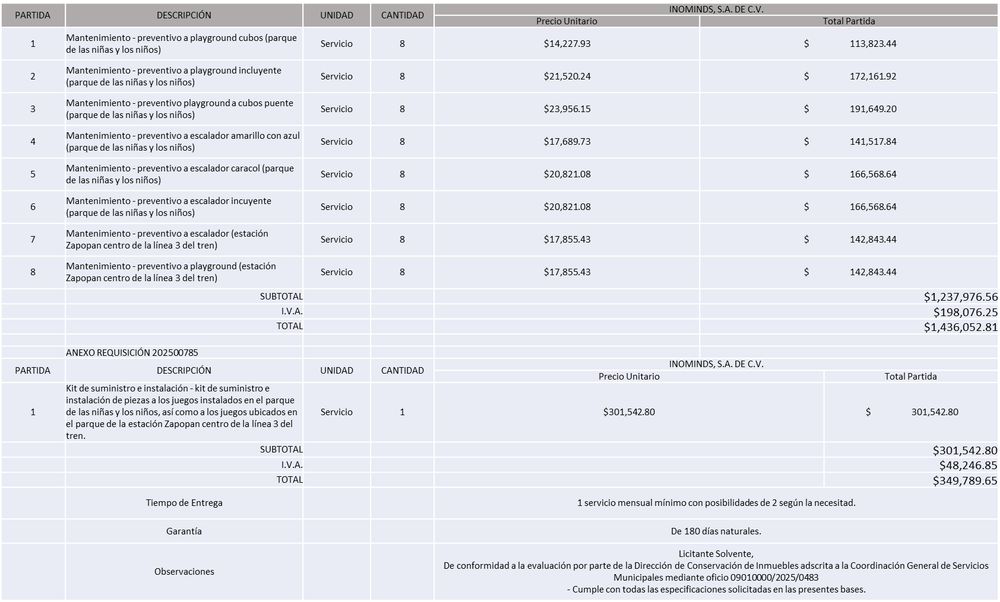 PARTIDA DESCRIPCIÓN UNIDAD CANTIDAD INOMINDS, S.A. DE C.V.
Precio Unitario Total Partida
1 Mantenimiento - preventivo a playground cubos (parque
de las niñas y los niños) Servicio 8 $14,227.93 $ 113,823.44
2 Mantenimiento - preventivo a playground incluyente
(parque de las niñas y los niños) Servicio 8 $21,520.24 $ 172,161.92
3 Mantenimiento - preventivo playground a cubos puente
(parque de las niñas y los niños) Servicio 8 $23,956.15 $ 191,649.20
4 Mantenimiento - preventivo a escalador amarillo con azul
(parque de las niñas y los niños) Servicio 8 $17,689.73 $ 141,517.84
5 Mantenimiento - preventivo a escalador caracol (parque
de las niñas y los niños) Servicio 8 $20,821.08 $ 166,568.64
6 Mantenimiento - preventivo a escalador incuyente
(parque de las niñas y los niños) Servicio 8 $20,821.08 $ 166,568.64
7 Mantenimiento - preventivo a escalador (estación
Zapopan centro de la línea 3 del tren) Servicio 8 $17,855.43 $ 142,843.44
8 Mantenimiento - preventivo a playground (estación
Zapopan centro de la línea 3 del tren) Servicio 8 $17,855.43 $ 142,843.44
SUBTOTAL $1,237,976.56
I.V.A. $198,076.25
TOTAL $1,436,052.81
ANEXO REQUISICIÓN 202500785
PARTIDA DESCRIPCIÓN UNIDAD CANTIDAD INOMINDS, S.A. DE C.V.
Precio Unitario Total Partida
1 Kit de suministro e instalación - kit de suministro e
instalación de piezas a los juegos instalados en el parque
de las niñas y los niños, así como a los juegos ubicados en
el parque de la estación Zapopan centro de la línea 3 del
tren. Servicio 1 $301,542.80 $ 301,542.80
SUBTOTAL $301,542.80
I.V.A. $48,246.85
TOTAL $349,789.65
Tiempo de Entrega 1 servicio mensual mínimo con posibilidades de 2 según la necesitad.
Garantía De 180 días naturales.
Observaciones Licitante Solvente,
De conformidad a la evaluación por parte de la Dirección de Conservación de Inmuebles adscrita a la Coordinación General de Servicios
Municipales mediante oficio 09010000/2025/0483
- Cumple con todas las especificaciones solicitadas en las presentes bases.